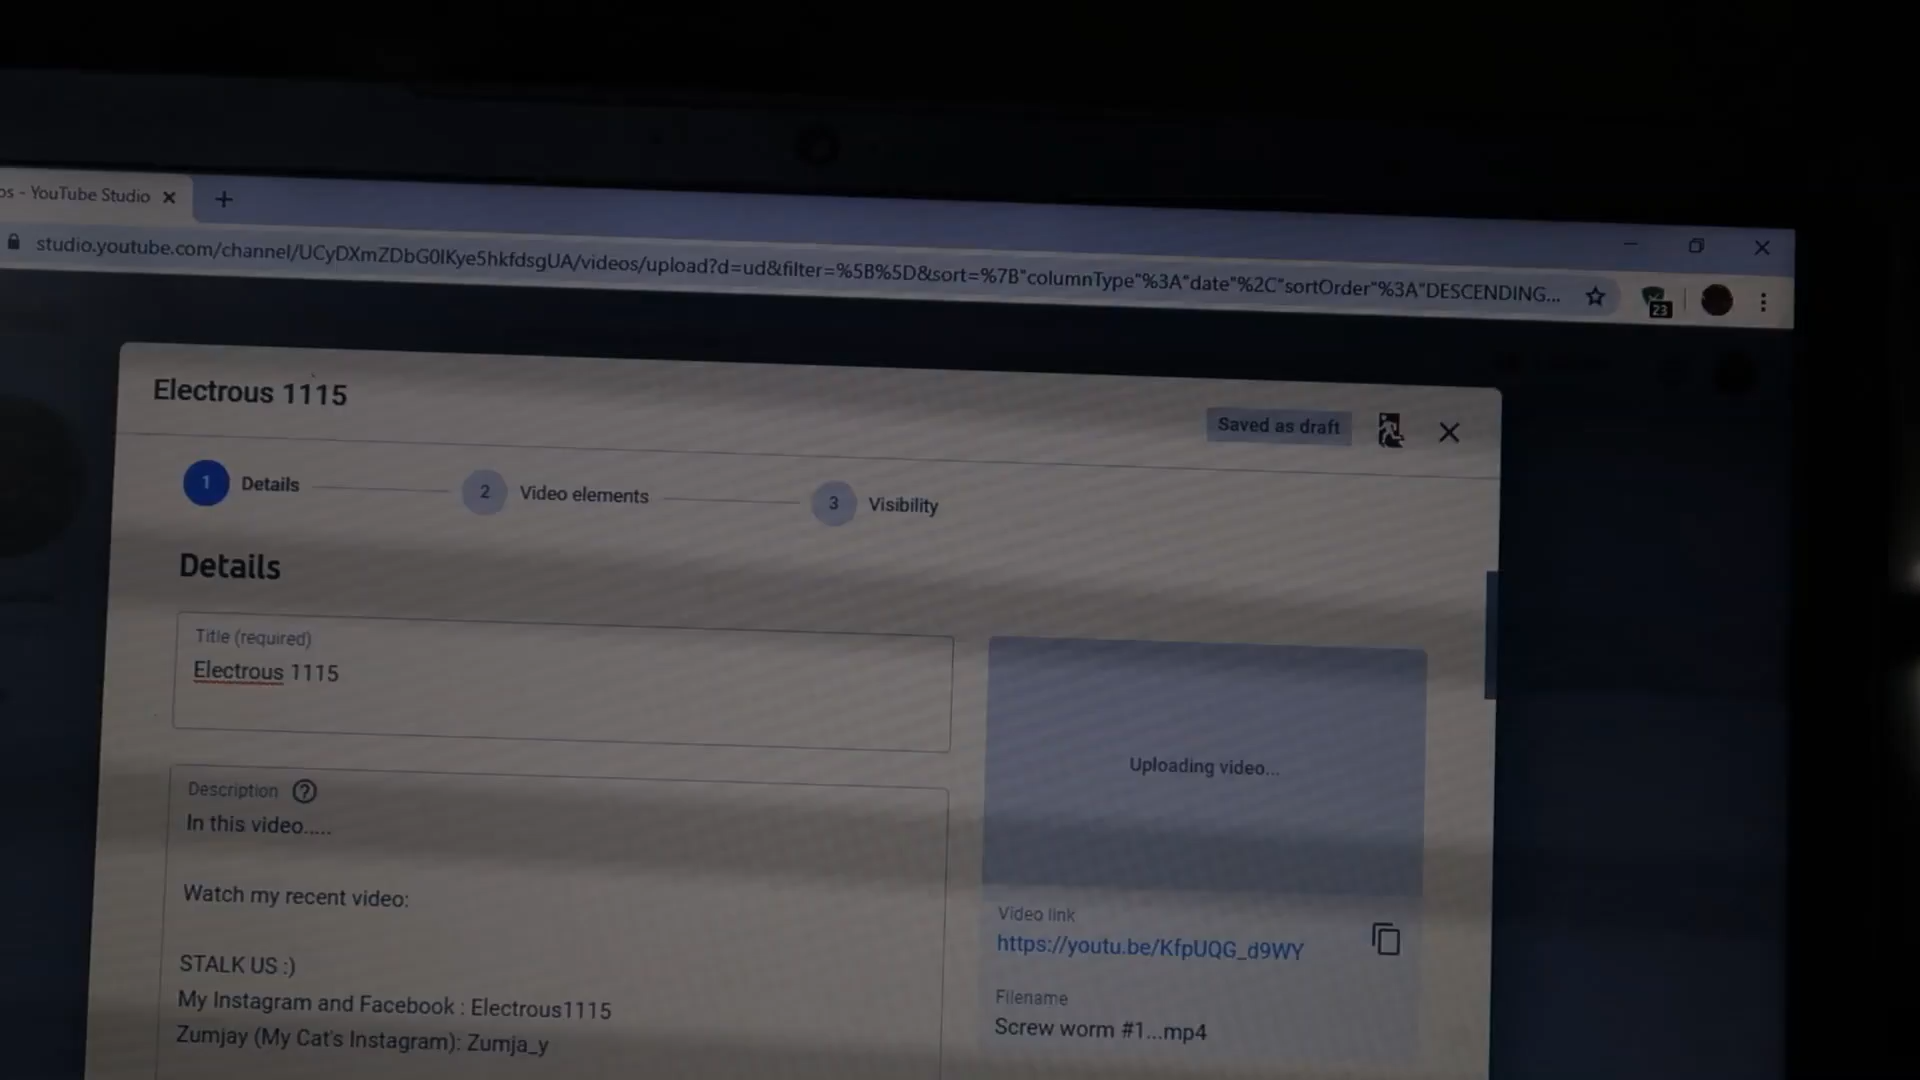 os - YouTube Studio
studio.youtube.com/channel/UCyDXmZDbG0IKye5hkfdsgUA/videos/upload?d=ud&filter=%5B%5D&sort=%7B"columnType"%3A"date"%2C"sortOrder"%3A"DESCENDING...
23
Electrous 1115
Saved as draft
1 Details
2 Video elements
3 Visibility
Details
Title (required)
Electrous 1115
Uploading video...
Description
In this video.....
Watch my recent video:
STALK US :)
My Instagram and Facebook : Electrous1115
Zumjay (My Cat's Instagram): Zumja_y
Video link
https://youtu.be/KfpUQG_d9WY
Filename
Screw worm #1...mp4